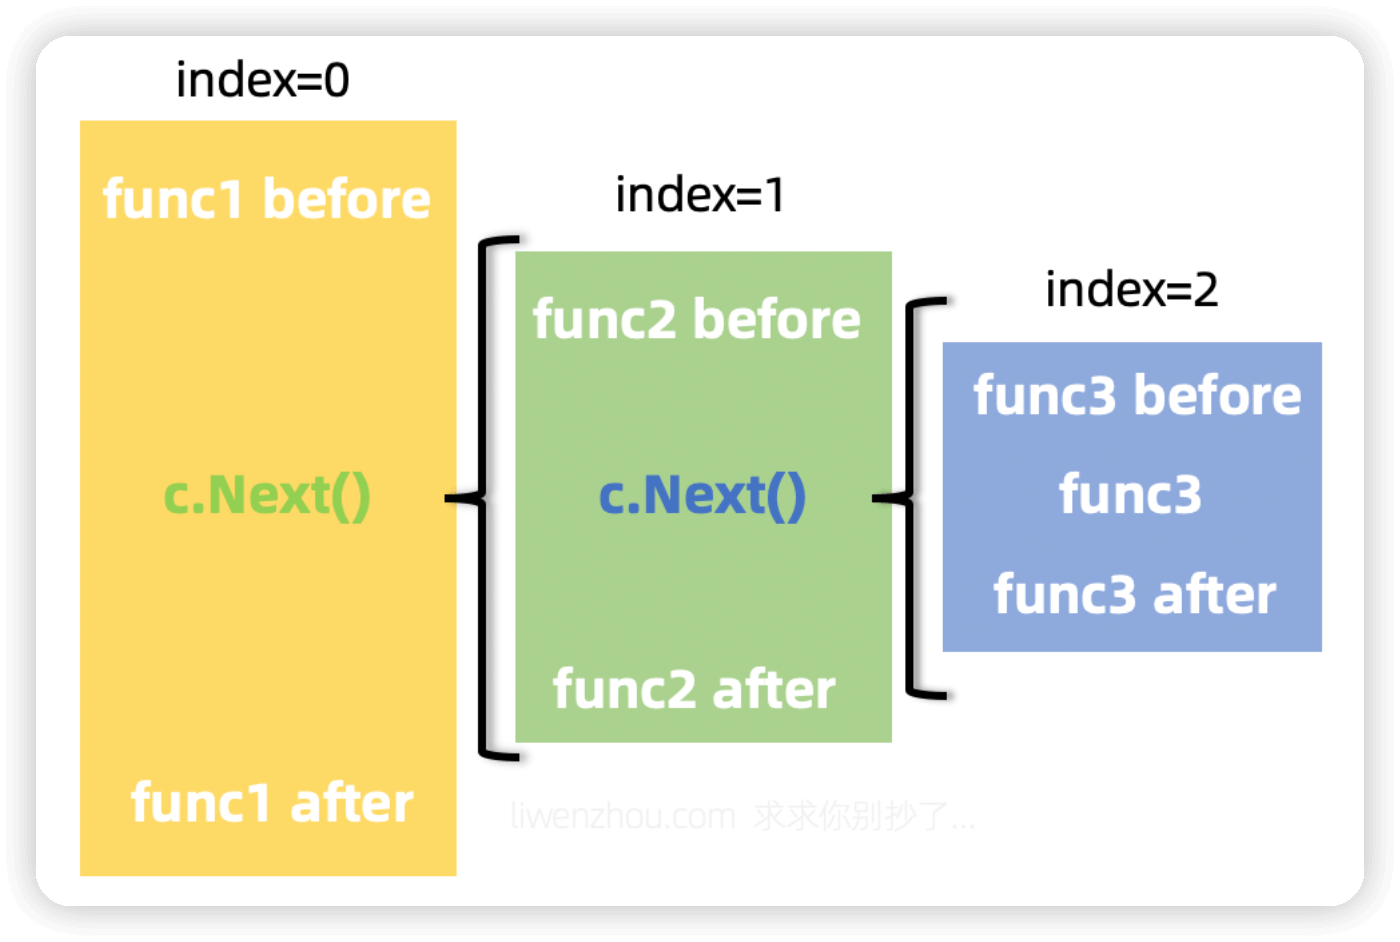 index=0
func1 before
c.Next()
func1 after
index=1
func2 before
c.Next()
func2 after
index=2
func3 before
func3
func3 after
liwenzhou.com 求求你别抄了...